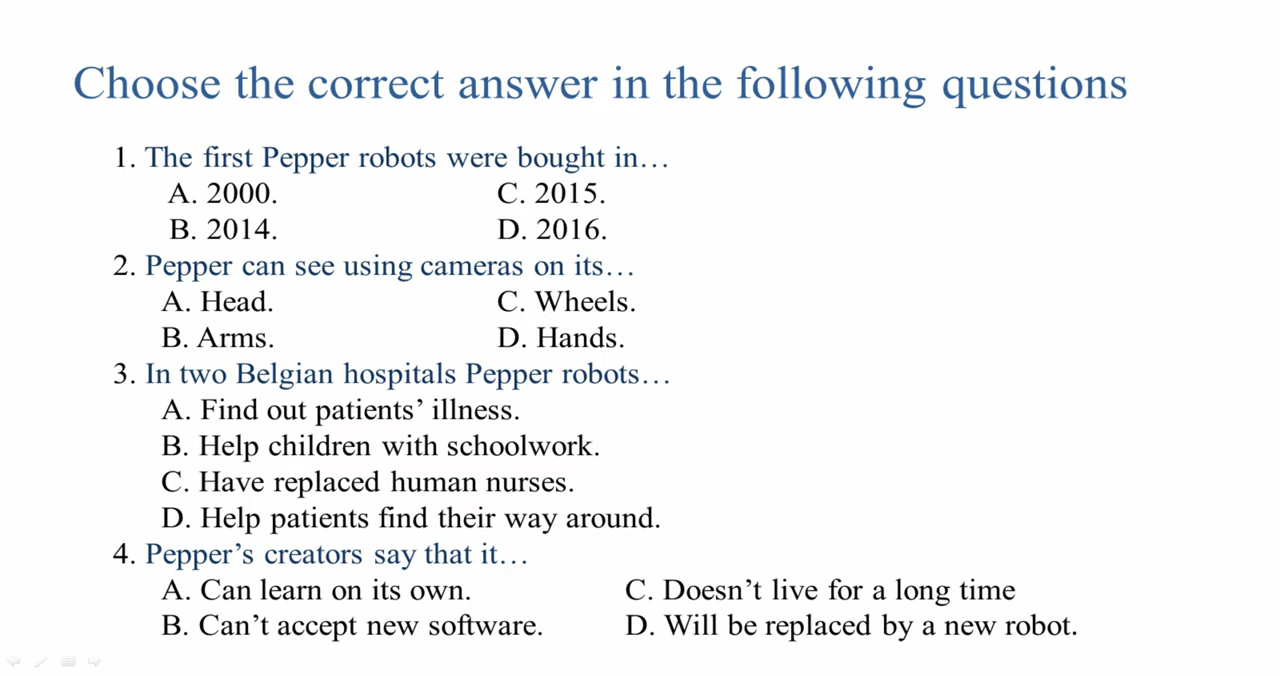 Choose the correct answer in the following questions
1. The first Pepper robots were bought in…
A. 2000. C. 2015.
B. 2014. D. 2016.
2. Pepper can see using cameras on its…
A. Head. C. Wheels.
B. Arms. D. Hands.
3. In two Belgian hospitals Pepper robots…
A. Find out patients’ illness.
B. Help children with schoolwork.
C. Have replaced human nurses.
D. Help patients find their way around.
4. Pepper’s creators say that it…
A. Can learn on its own. C. Doesn’t live for a long time
B. Can’t accept new software. D. Will be replaced by a new robot.